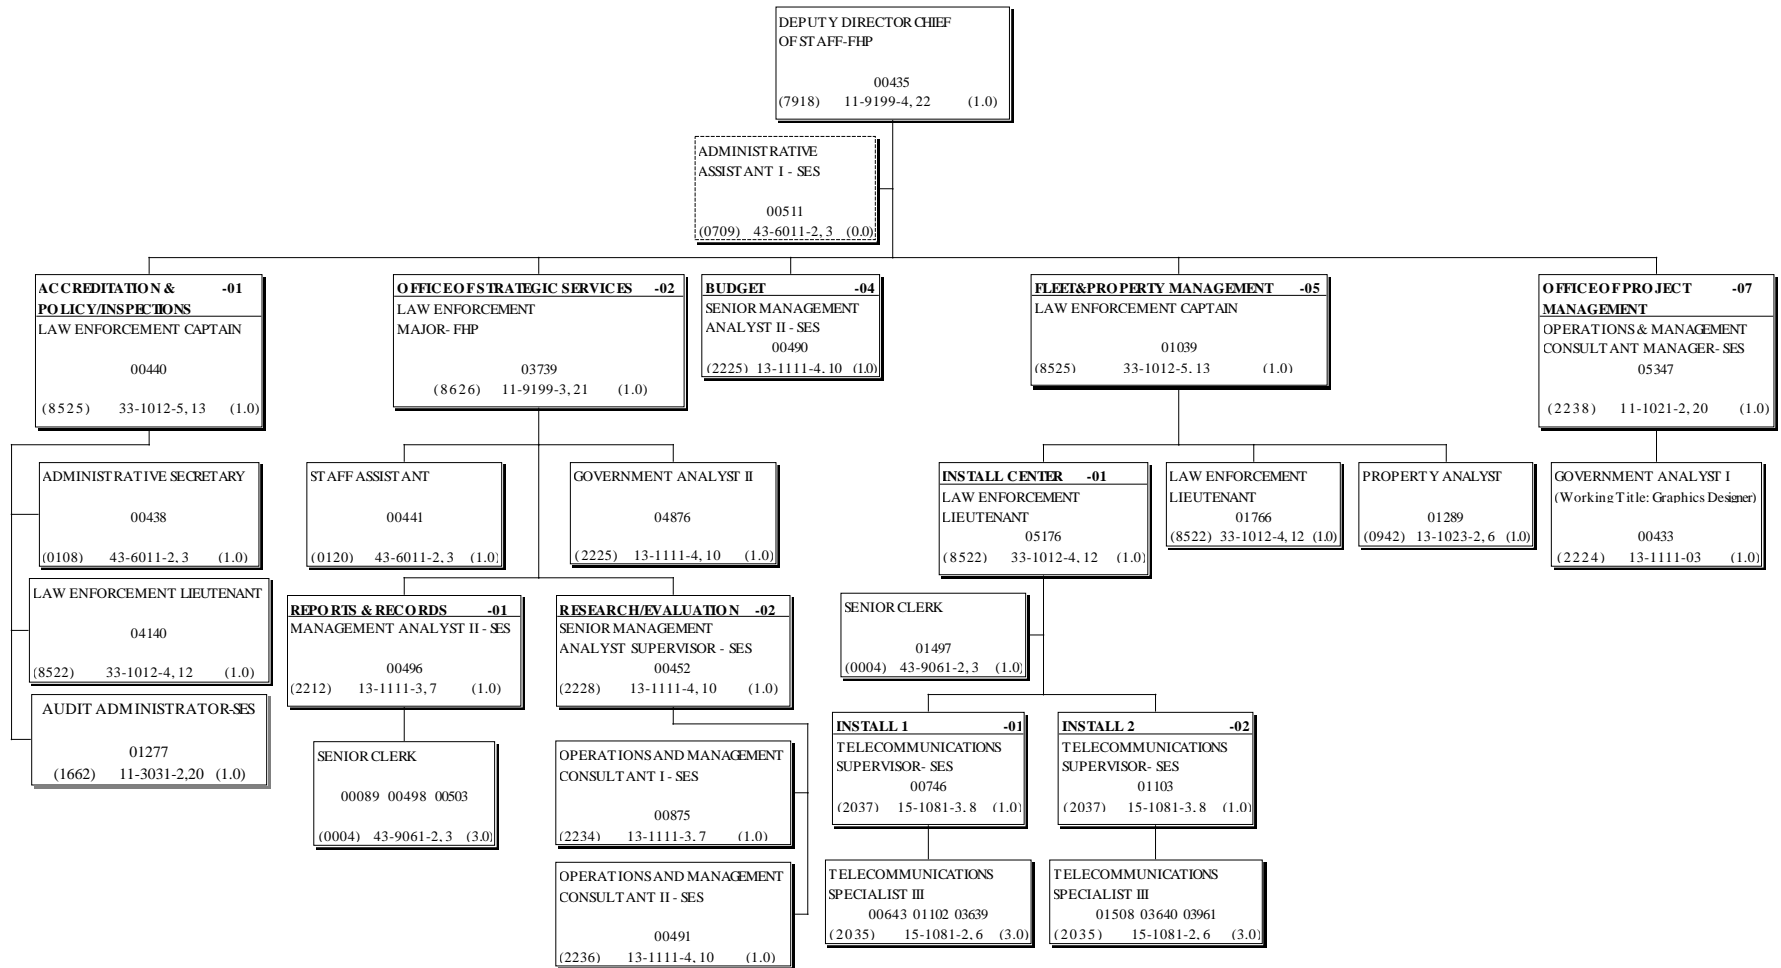 DEPUTY DIRECTOR CHIEF
OF STAFF-FHP
00435
(7918) 11-9199-4, 22 (1.0)
ADMINISTRATIVE
ASSISTANT I - SES
00511
(0709) 43-6011-2, 3 (0.0)
ACCREDITATION & -01
POLICY/INSPECTIONS
LAW ENFORCEMENT CAPTAIN
00440
(8525) 33-1012-5, 13 (1.0)
OFFICE OF STRATEGIC SERVICES -02
LAW ENFORCEMENT
MAJOR- FHP
03739
(8626) 11-9199-3, 21 (1.0)
BUDGET -04
SENIOR MANAGEMENT
ANALYST II - SES
00490
(2225) 13-1111-4, 10 (1.0)
FLEET&PROPERTY MANAGEMENT -05
LAW ENFORCEMENT CAPTAIN
01039
(8525) 33-1012-5, 13 (1.0)
OFFICE OF PROJECT -07
MANAGEMENT
OPERATIONS & MANAGEMENT
CONSULTANT MANAGER- SES
05347
(2238) 11-1021-2, 20 (1.0)
ADMINISTRATIVE SECRETARY
00438
(0108) 43-6011-2, 3 (1.0)
LAW ENFORCEMENT LIEUTENANT
04140
(8522) 33-1012-4, 12 (1.0)
AUDIT ADMINISTRATOR-SES
01277
(1662) 11-3031-2,20 (1.0)
STAFF ASSISTANT
00441
(0120) 43-6011-2, 3 (1.0)
GOVERNMENT ANALYST II
04876
(2225) 13-1111-4, 10 (1.0)
REPORTS & RECORDS -01
MANAGEMENT ANALYST II - SES
00496
(2212) 13-1111-3, 7 (1.0)
RESEARCH/EVALUATION -02
SENIOR MANAGEMENT
ANALYST SUPERVISOR - SES
00452
(2228) 13-1111-4, 10 (1.0)
SENIOR CLERK
00089 00498 00503
(0004) 43-9061-2, 3 (3.0)
OPERATIONS AND MANAGEMENT
CONSULTANT I - SES
00875
(2234) 13-1111-3, 7 (1.0)
OPERATIONS AND MANAGEMENT
CONSULTANT II - SES
00491
(2236) 13-1111-4, 10 (1.0)
INSTALL CENTER -01
LAW ENFORCEMENT
LIEUTENANT
05176
(8522) 33-1012-4, 12 (1.0)
LAW ENFORCEMENT
LIEUTENANT
01766
(8522) 33-1012-4, 12 (1.0)
PROPERTY ANALYST
01289
(0942) 13-1023-2, 6 (1.0)
GOVERNMENT ANALYST I
(Working Title: Graphics Designer)
00433
(2224) 13-1111-03 (1.0)
SENIOR CLERK
01497
(0004) 43-9061-2, 3 (1.0)
INSTALL 1 -01
TELECOMMUNICATIONS
SUPERVISOR- SES
00746
(2037) 15-1081-3, 8 (1.0)
INSTALL 2 -02
TELECOMMUNICATIONS
SUPERVISOR- SES
01103
(2037) 15-1081-3, 8 (1.0)
TELECOMMUNICATIONS
SPECIALIST III
00643 01102 03639
(2035) 15-1081-2, 6 (3.0)
TELECOMMUNICATIONS
SPECIALIST III
01508 03640 03961
(2035) 15-1081-2, 6 (3.0)